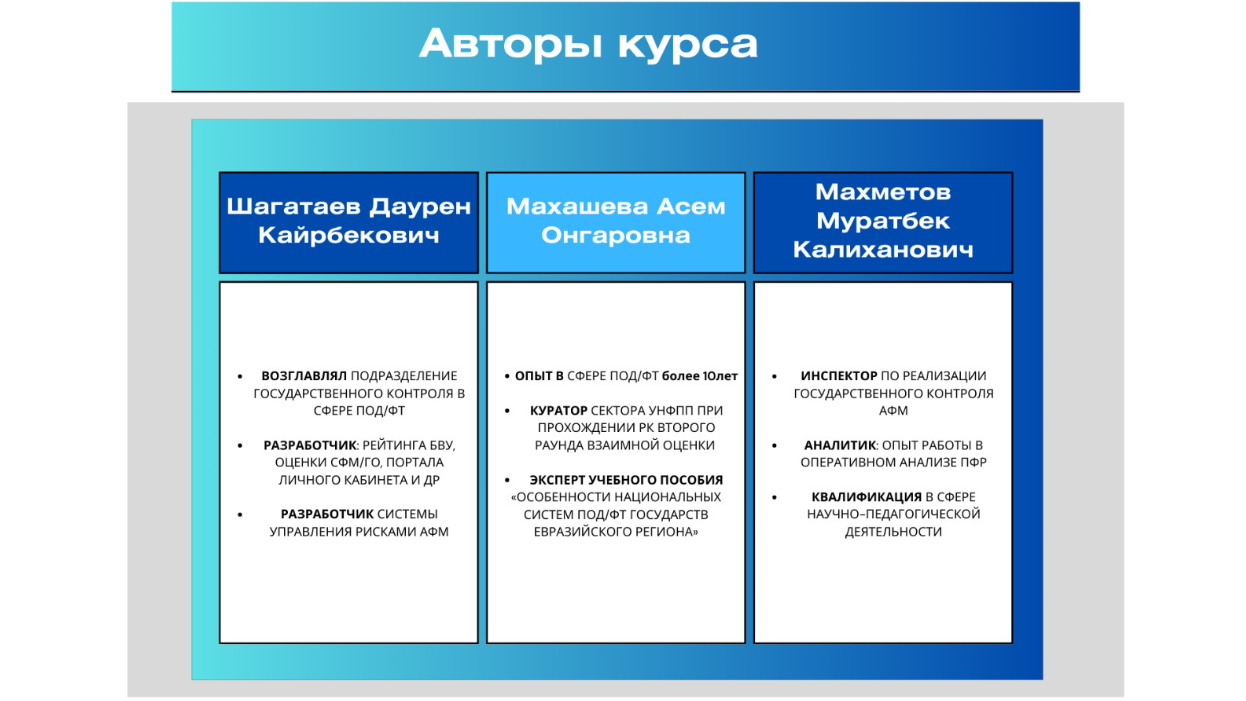 Авторы курса
Шагатаев Даурен
Кайрбекович
• ВОЗГЛАВЛЯЛ ПОДРАЗДЕЛЕНИЕ
ГОСУДАРСТВЕННОГО КОНТРОЛЯ В
СФЕРЕ ПОД/ФТ
• РАЗРАБОТЧИК: РЕЙТИНГА БВУ,
ОЦЕНКИ СФМ/ГО, ПОРТАЛА
ЛИЧНОГО КАБИНЕТА И ДР
• РАЗРАБОТЧИК СИСТЕМЫ
УПРАВЛЕНИЯ РИСКАМИ АФМ
Махашева Асем
Онгаровна
• ОПЫТ В СФЕРЕ ПОД/ФТ более 10лет
• КУРАТОР СЕКТОРА УНФПП ПРИ
ПРОХОЖДЕНИИ РК ВТОРОГО
РАУНДА ВЗАИМНОЙ ОЦЕНКИ
• ЭКСПЕРТ УЧЕБНОГО ПОСОБИЯ
«ОСОБЕННОСТИ НАЦИОНАЛЬНЫХ
СИСТЕМ ПОД/ФТ ГОСУДАРСТВ
ЕВРАЗИЙСКОГО РЕГИОНА»
Махметов
Муратбек
Калиханович
• ИНСПЕКТОР ПО РЕАЛИЗАЦИИ
ГОСУДАРСТВЕННОГО КОНТРОЛЯ
АФМ
• АНАЛИТИК: ОПЫТ РАБОТЫ В
ОПЕРАТИВНОМ АНАЛИЗЕ ПФР
• КВАЛИФИКАЦИЯ В СФЕРЕ
НАУЧНО-ПЕДАГОГИЧЕСКОЙ
ДЕЯТЕЛЬНОСТИ